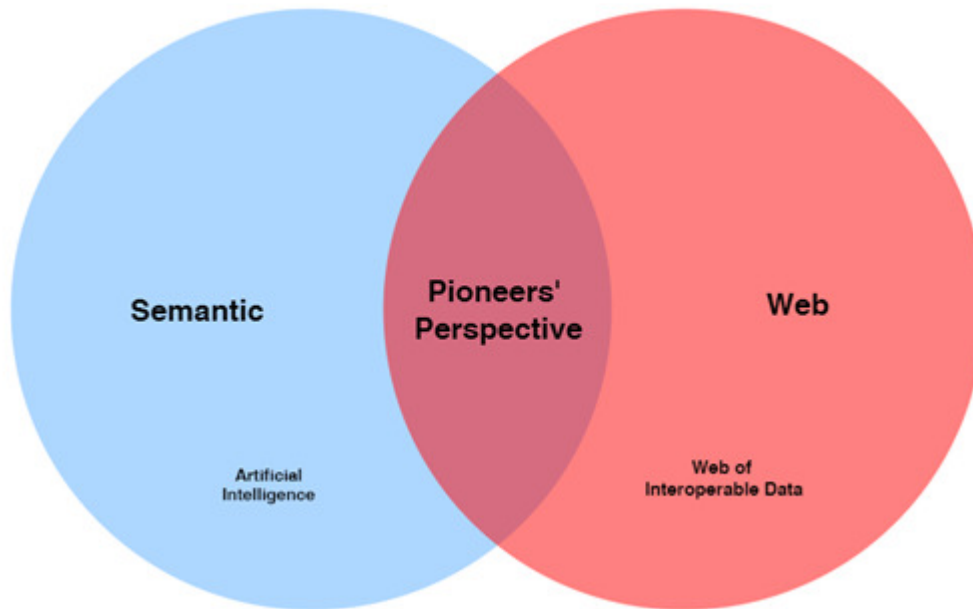 Semantic
Pioneers'
Perspective
Web
Artificial
Intelligence
Web of
Interoperable Data